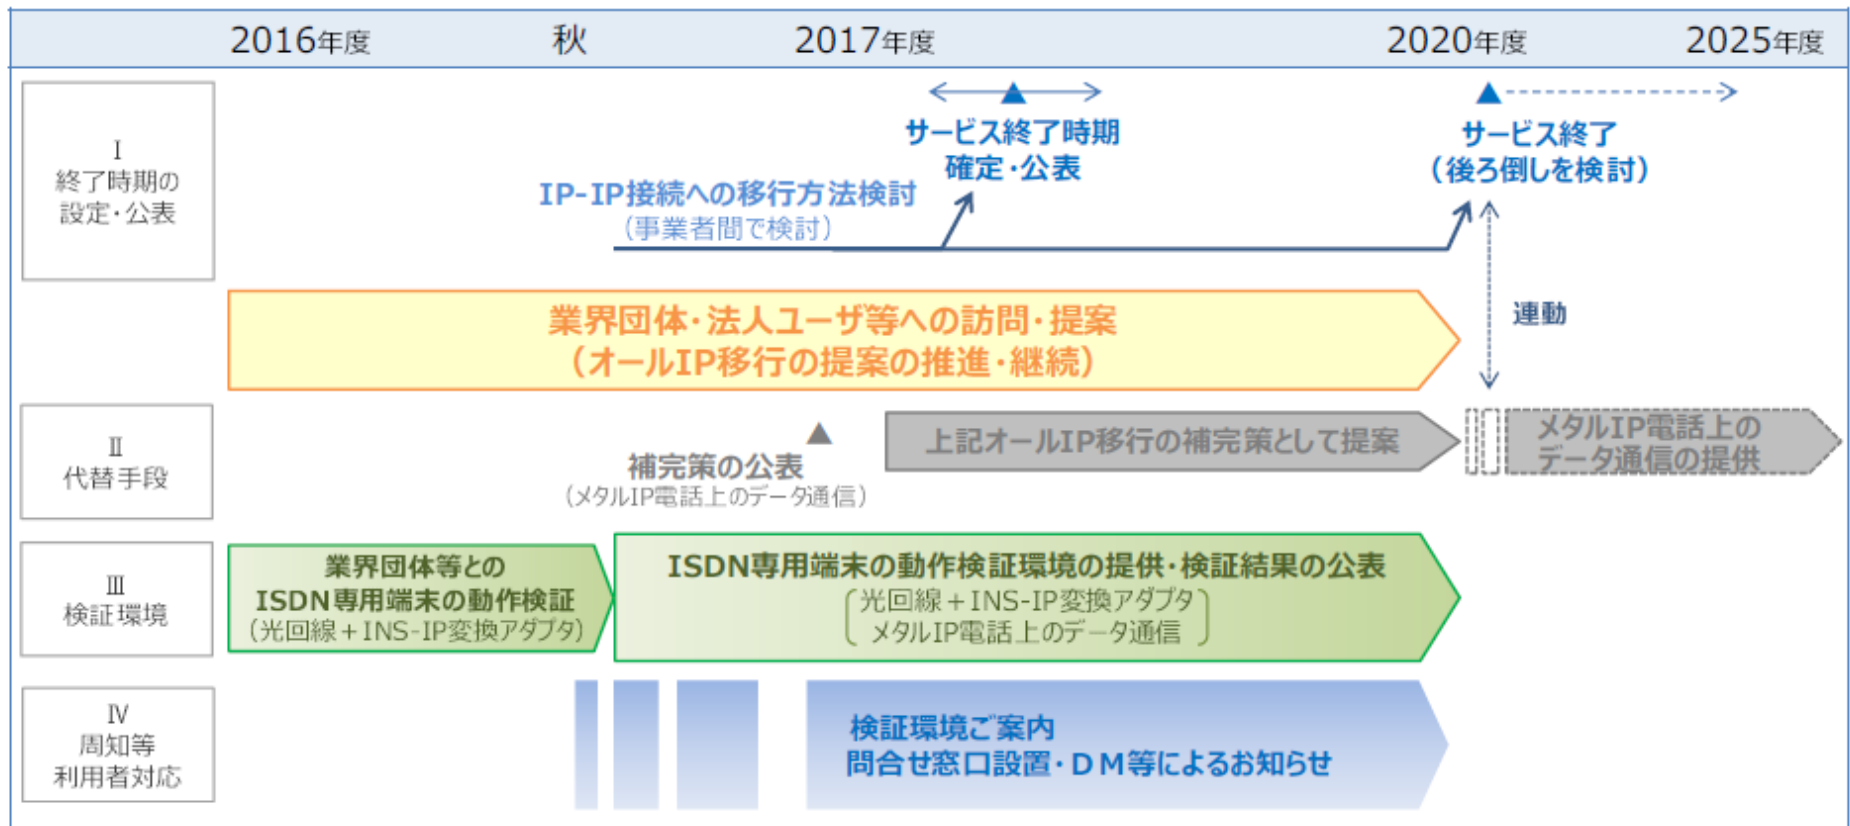 2016年度 秋 2017年度 2020年度 2025年度
Ⅰ
終了時期の
設定・公表
サービス終了時期
確定・公表
サービス終了
（後ろ倒しを検討）
IP-IP接続への移行方法検討
（事業者間で検討）
業界団体・法人ユーザ等への訪問・提案
（オールIP移行の提案の推進・継続）
連動
Ⅱ
代替手段
補完策の公表
（メタルIP電話上のデータ通信）
上記オールIP移行の補完策として提案
メタルIP電話上の
データ通信の提供
Ⅲ
検証環境
業界団体等との
ISDN専用端末の動作検証
（光回線＋INS-IP変換アダプタ）
ISDN専用端末の動作検証環境の提供・検証結果の公表
光回線＋INS-IP変換アダプタ
メタルIP電話上のデータ通信
Ⅳ
周知等
利用者対応
検証環境ご案内
問合せ窓口設置・ＤＭ等によるお知らせ